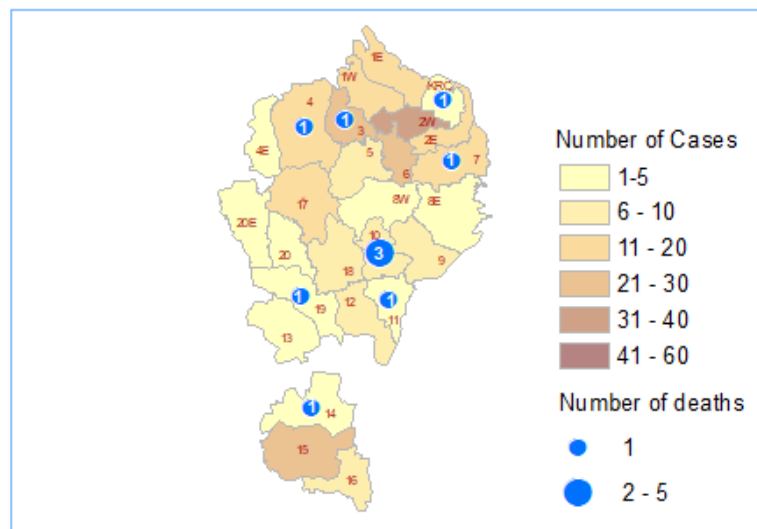 1E
1W
KRC
1
4
1
1
3
2W
2E
5
1
7
4E
6
17
8W
8E
20E
10
3
20
9
18
1
12
1
19
11
13
1
14
15
16
Number of Cases
1-5
6 - 10
11 - 20
21 - 30
31 - 40
41 - 60
Number of deaths
1
2 - 5